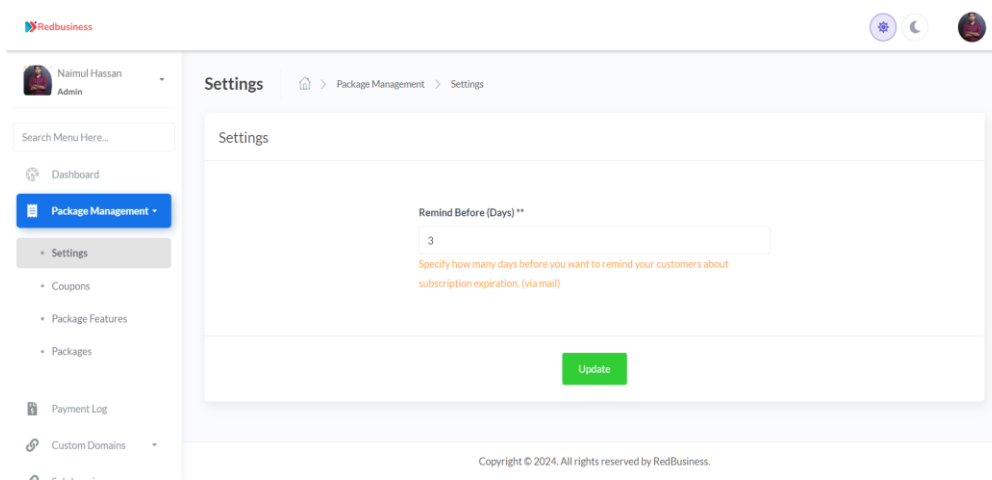 Redbusiness
Naimul Hassan
Admin
Search Menu Here...
Dashboard
Package Management
Settings
Coupons
Package Features
Packages
Payment Log
Custom Domains
Settings
> Package Management > Settings
Settings
Remind Before (Days) **
3
Specify how many days before you want to remind your customers about
subscription expiration. (via mail)
Update
Copyright © 2024. All rights reserved by RedBusiness.